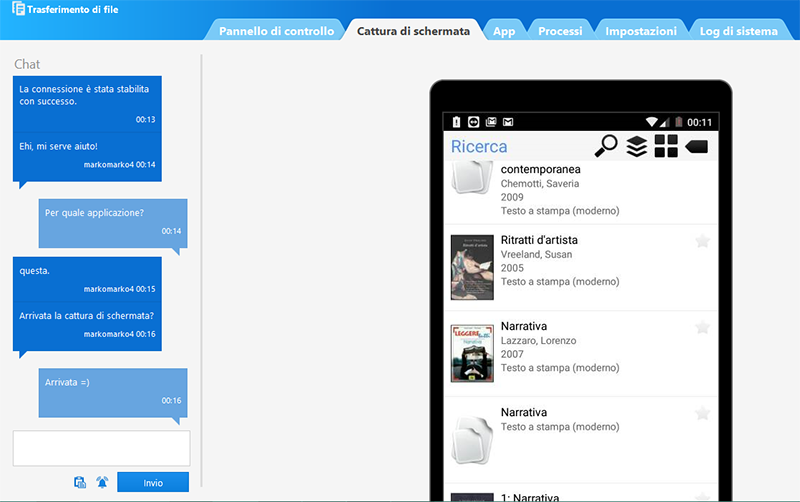 Trasferimento di file
Pannello di controllo
Cattura di schermata
App
Processi
Impostazioni
Log di sistema
Chat
La connessione è stata stabilita
con successo.
00:13
Ehi, mi serve aiuto!
markomarko4 00:14
Per quale applicazione?
00:14
questa.
markomarko4 00:15
Arrivata la cattura di schermata?
markomarko4 00:16
Arrivata =)
00:16
Invio
00:11
Ricerca
contemporanea
Chemotti, Saveria
2009
Testo a stampa (moderno)
Ritratti d'artista
Vreeland, Susan
2005
Testo a stampa (moderno)
Narrativa
Lazzaro, Lorenzo
2007
Testo a stampa (moderno)
LEGGERE
Narrativa
Narrativa
Testo a stampa (moderno)
1: Narrativa